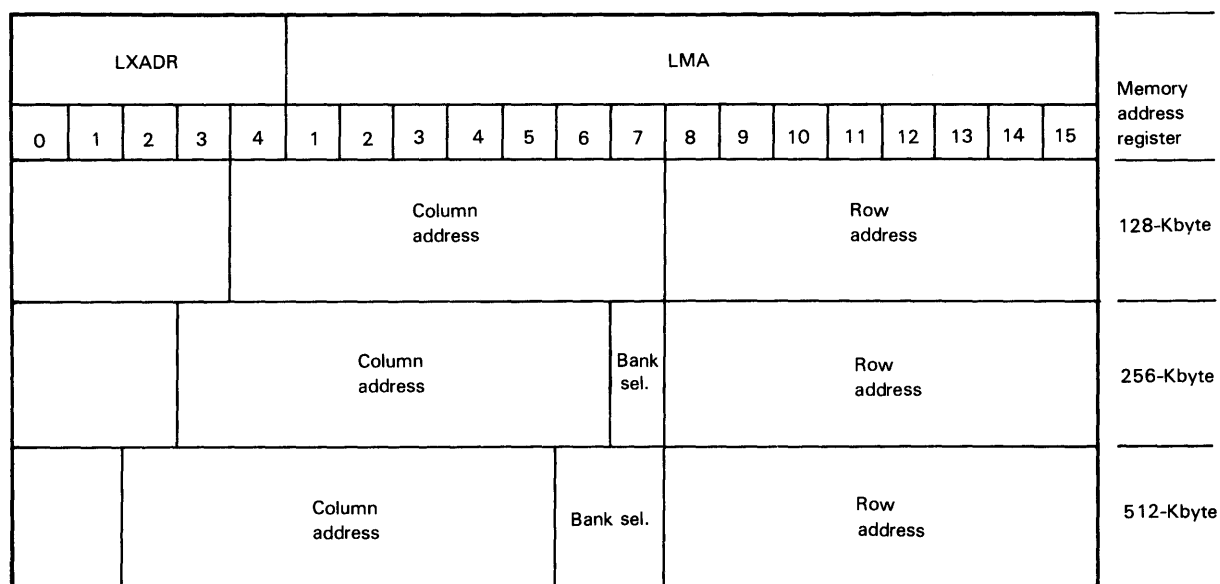 LXADR LMA
Memory
address
register
0 1 2 3 4 1 2 3 4 5 6 7 8 9 10 11 12 13 14 15
Column
address
Row
address
128-Kbyte
Column
address
Bank
sel.
Row
address
256-Kbyte
Column
address
Bank sel.
Row
address
512-Kbyte